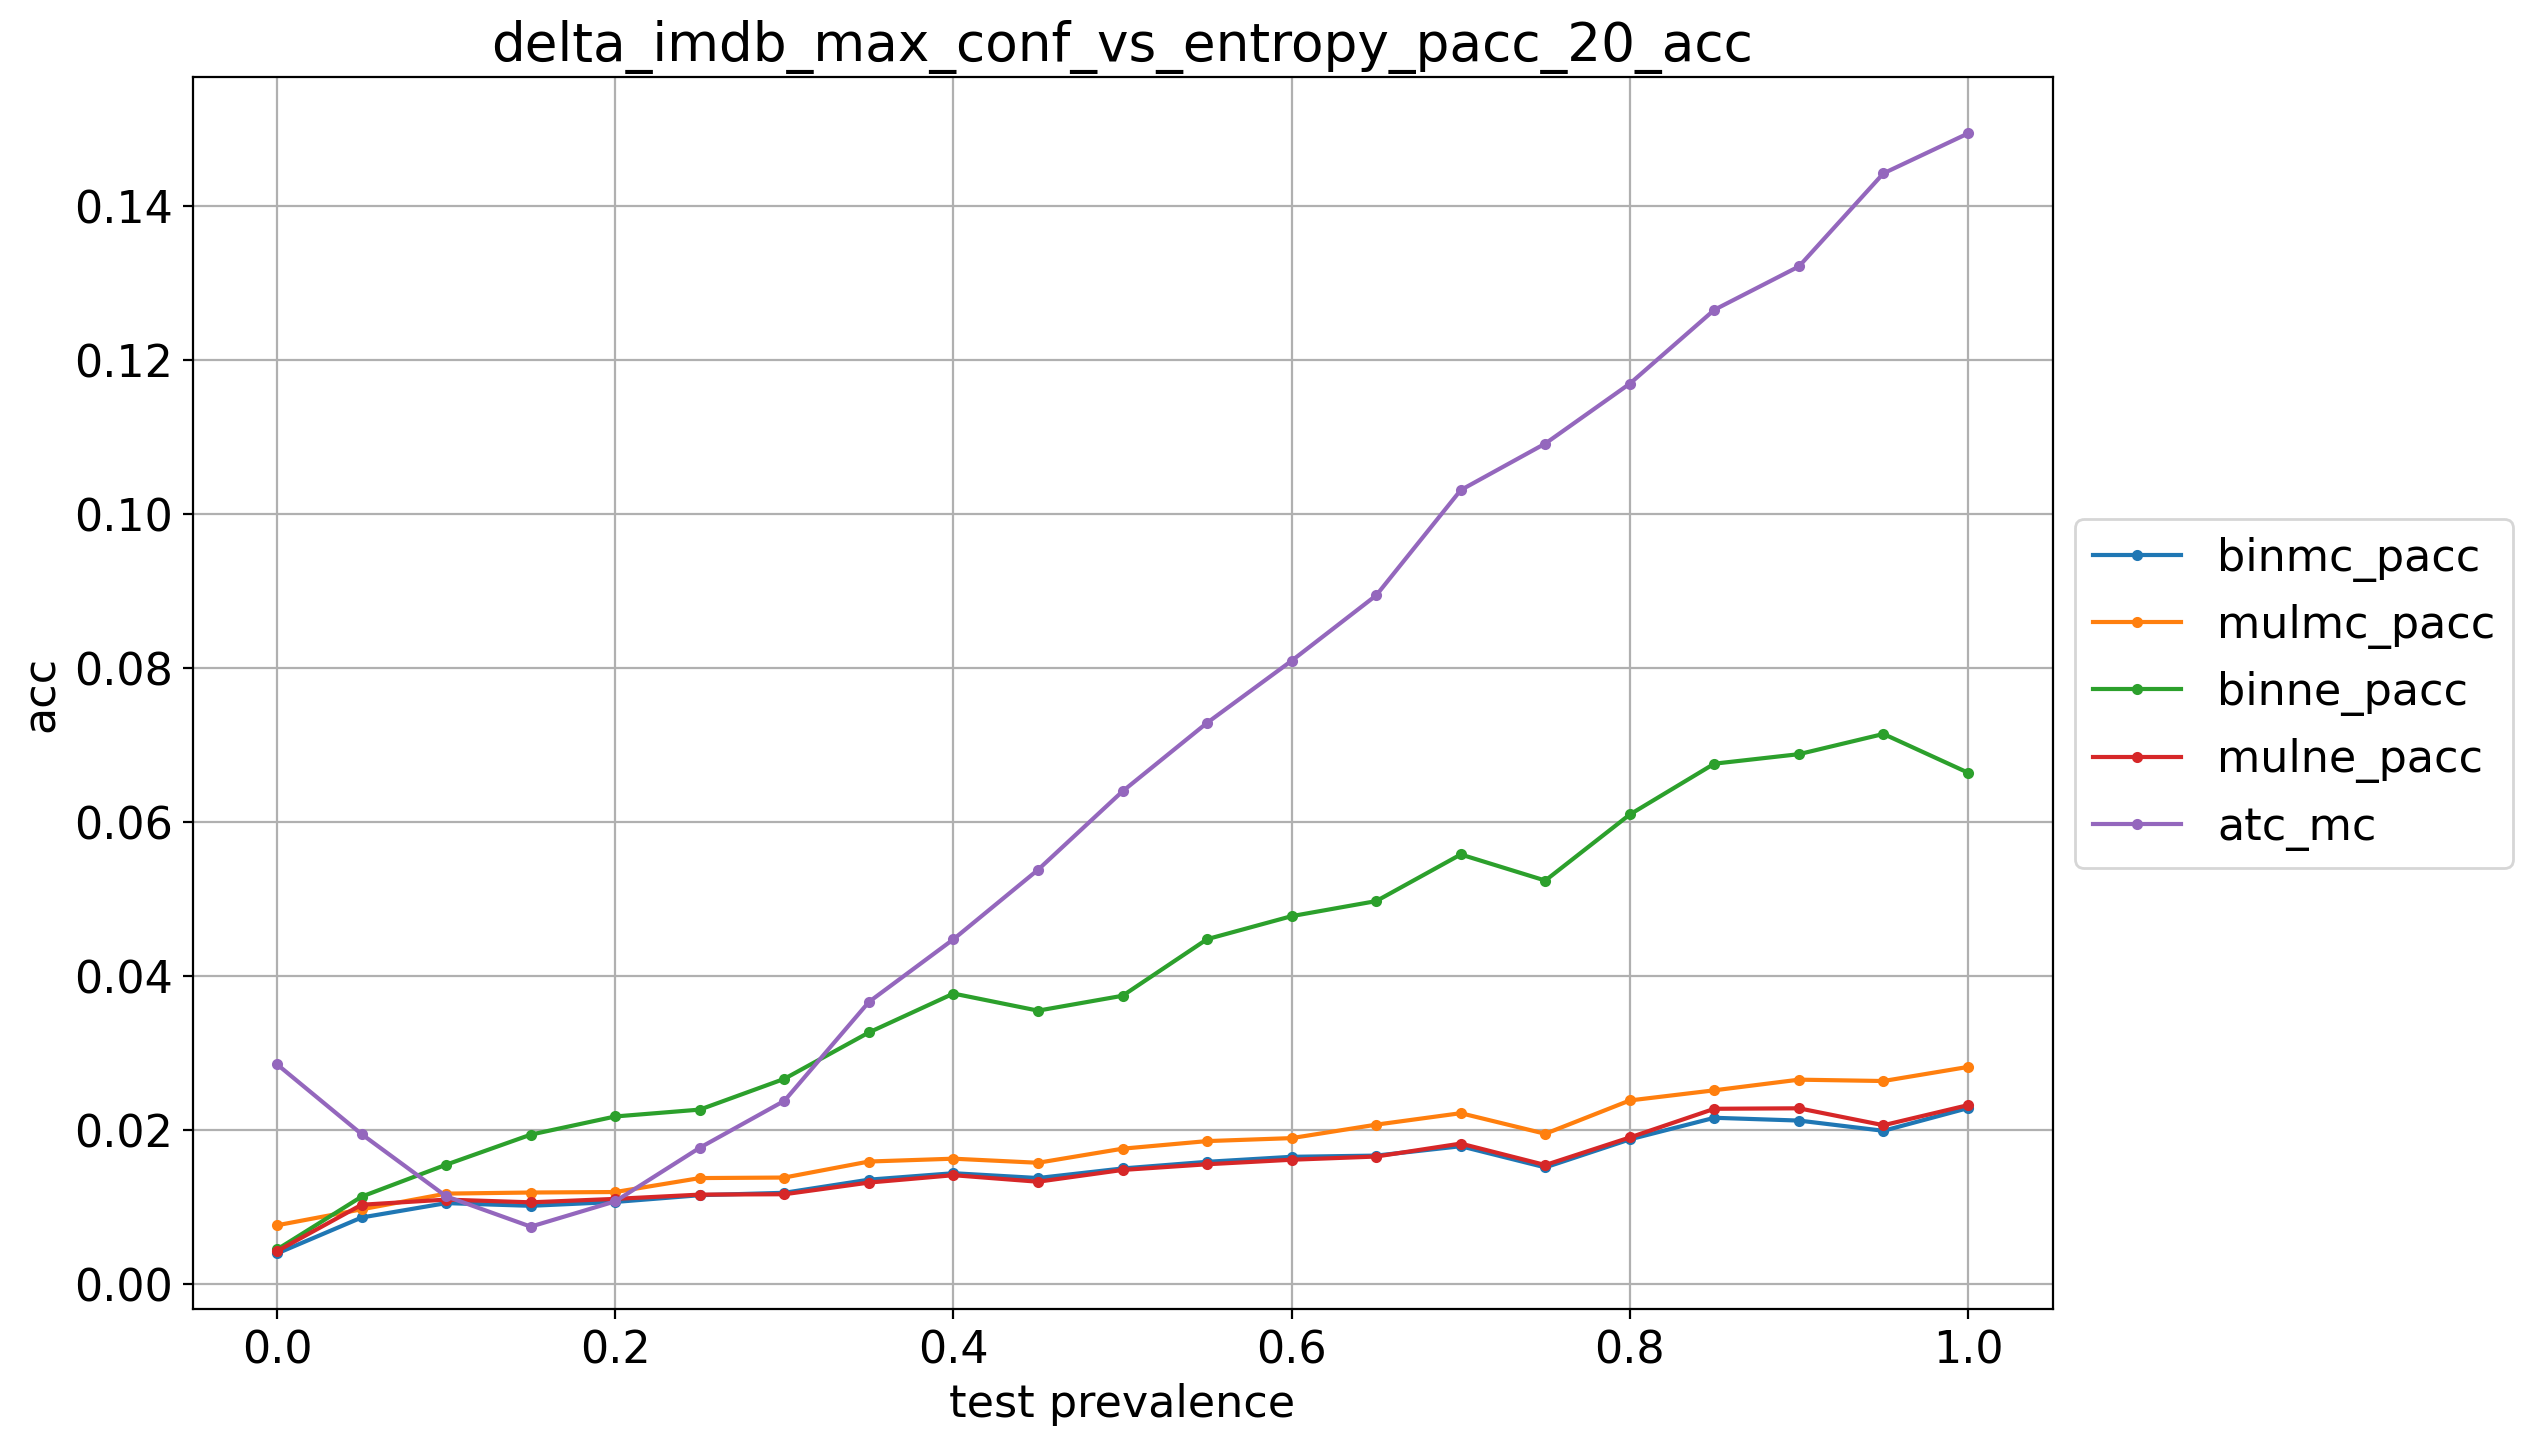 delta_imdb_max_conf_vs_entropy_pacc_20_acc
0.14
0.12
0.10
0.08
0.06
0.04
0.02
0.00
acc
0.0 0.2 0.4 0.6 0.8 1.0
test prevalence
binmc_pacc
mulmc_pacc
binne_pacc
mulne_pacc
atc_mc